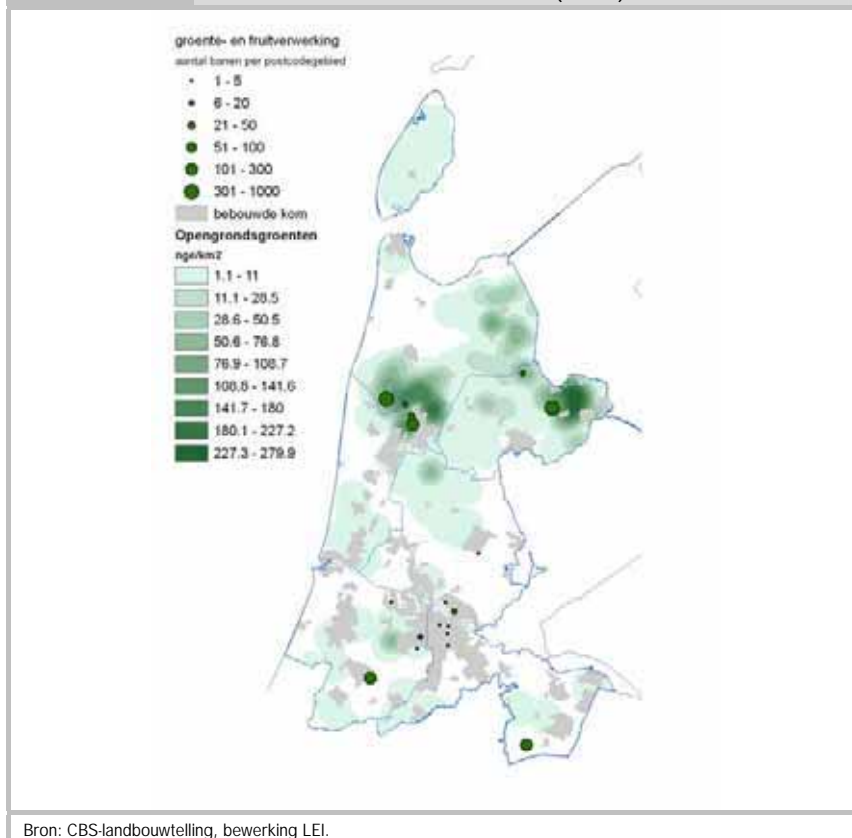 groente- en fruitverwerking
aantal banen per postcodegebied
1 - 5
6 - 20
21 - 50
51 - 100
101 - 300
301 - 1000
bebouwde kom
Opengrondsgroenten
nge/km2
1.1 - 11
11.1 - 28.5
28.6 - 50.5
50.6 - 76.8
76.9 - 108.7
108.8 - 141.6
141.7 - 180
180.1 - 227.2
227.3 - 279.9
Bron: CBS-landbouwtelling, bewerking LEI.